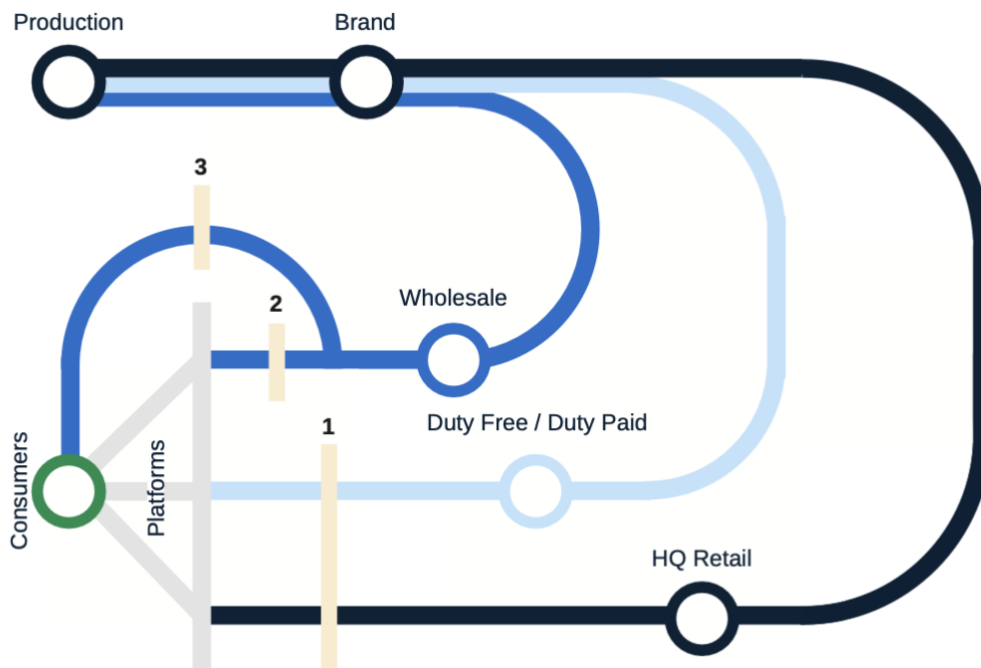 Production
Brand
3
2
Wholesale
1
Duty Free / Duty Paid
Consumers
Platforms
HQ Retail